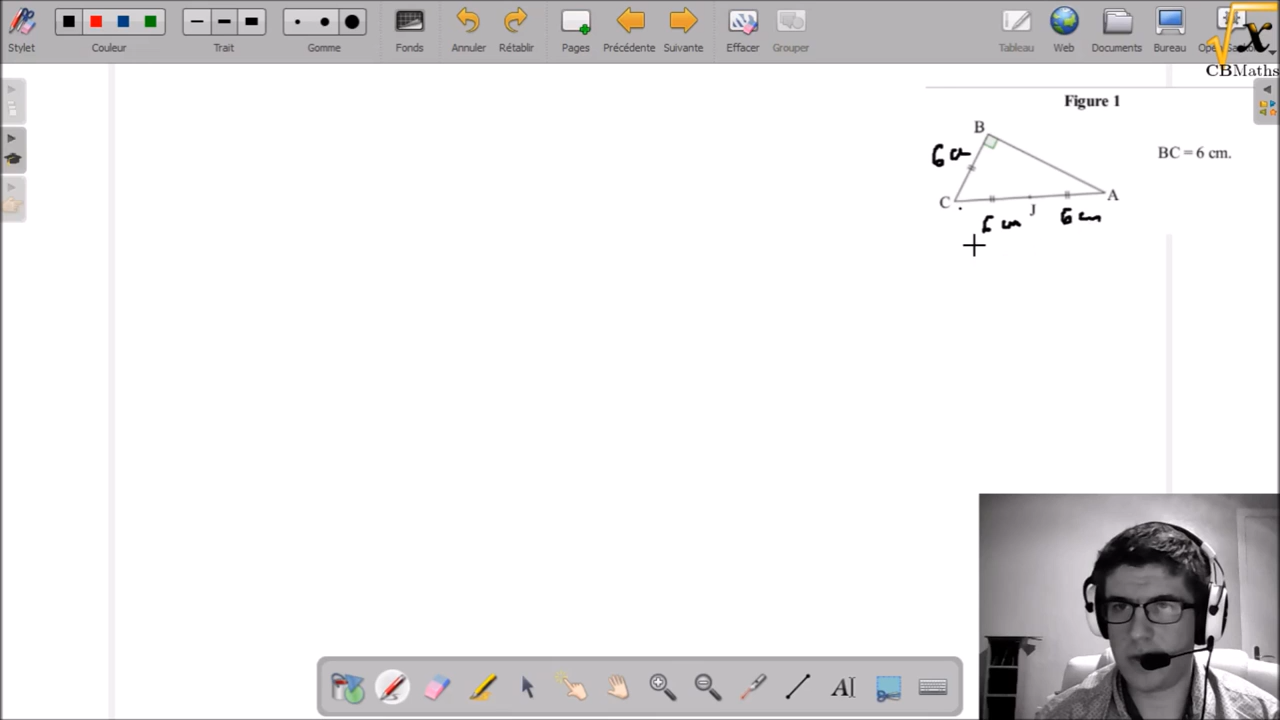 Stylet
Couleur
Trait
Gomme
Fonds
Annuler
Rétablir
Pages
Précédente
Suivante
Effacer
Grouper
Tableau
Web
Documents
Bureau
CBMaths
Figure 1
B
6 cm
BC = 6 cm.
C
J
A
6 cm
6 cm